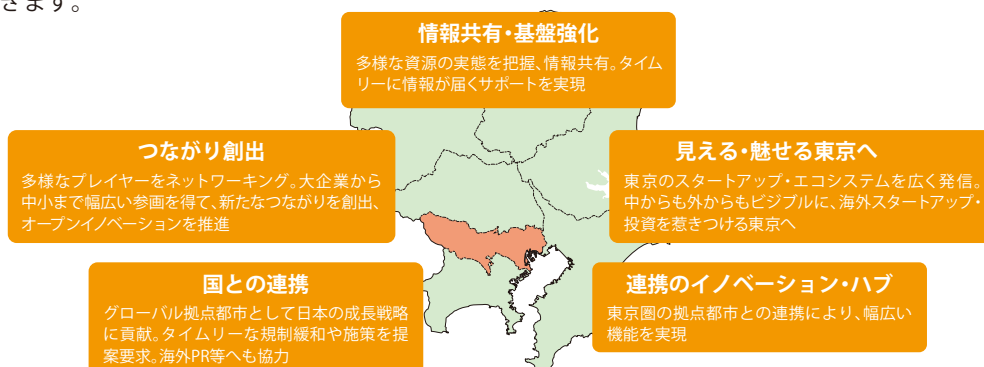 きます。
情報共有・基盤強化
多様な資源の実態を把握、情報共有。タイム
リーに情報が届くサポートを実現
つながり創出
多様なプレイヤーをネットワーキング。大企業から
中小まで幅広い参画を得て、新たなつながりを創出、
オープンイノベーションを推進
見える・魅せる東京へ
東京のスタートアップ・エコシステムを広く発信。
中からも外からもビジブルに、海外スタートアップ・
投資を惹きつける東京へ
国との連携
グローバル拠点都市として日本の成長戦略
に貢献。タイムリーな規制緩和や施策を提
案要求。海外PR等へも協力
連携のイノベーション・ハブ
東京圏の拠点都市との連携により、幅広い
機能を実現